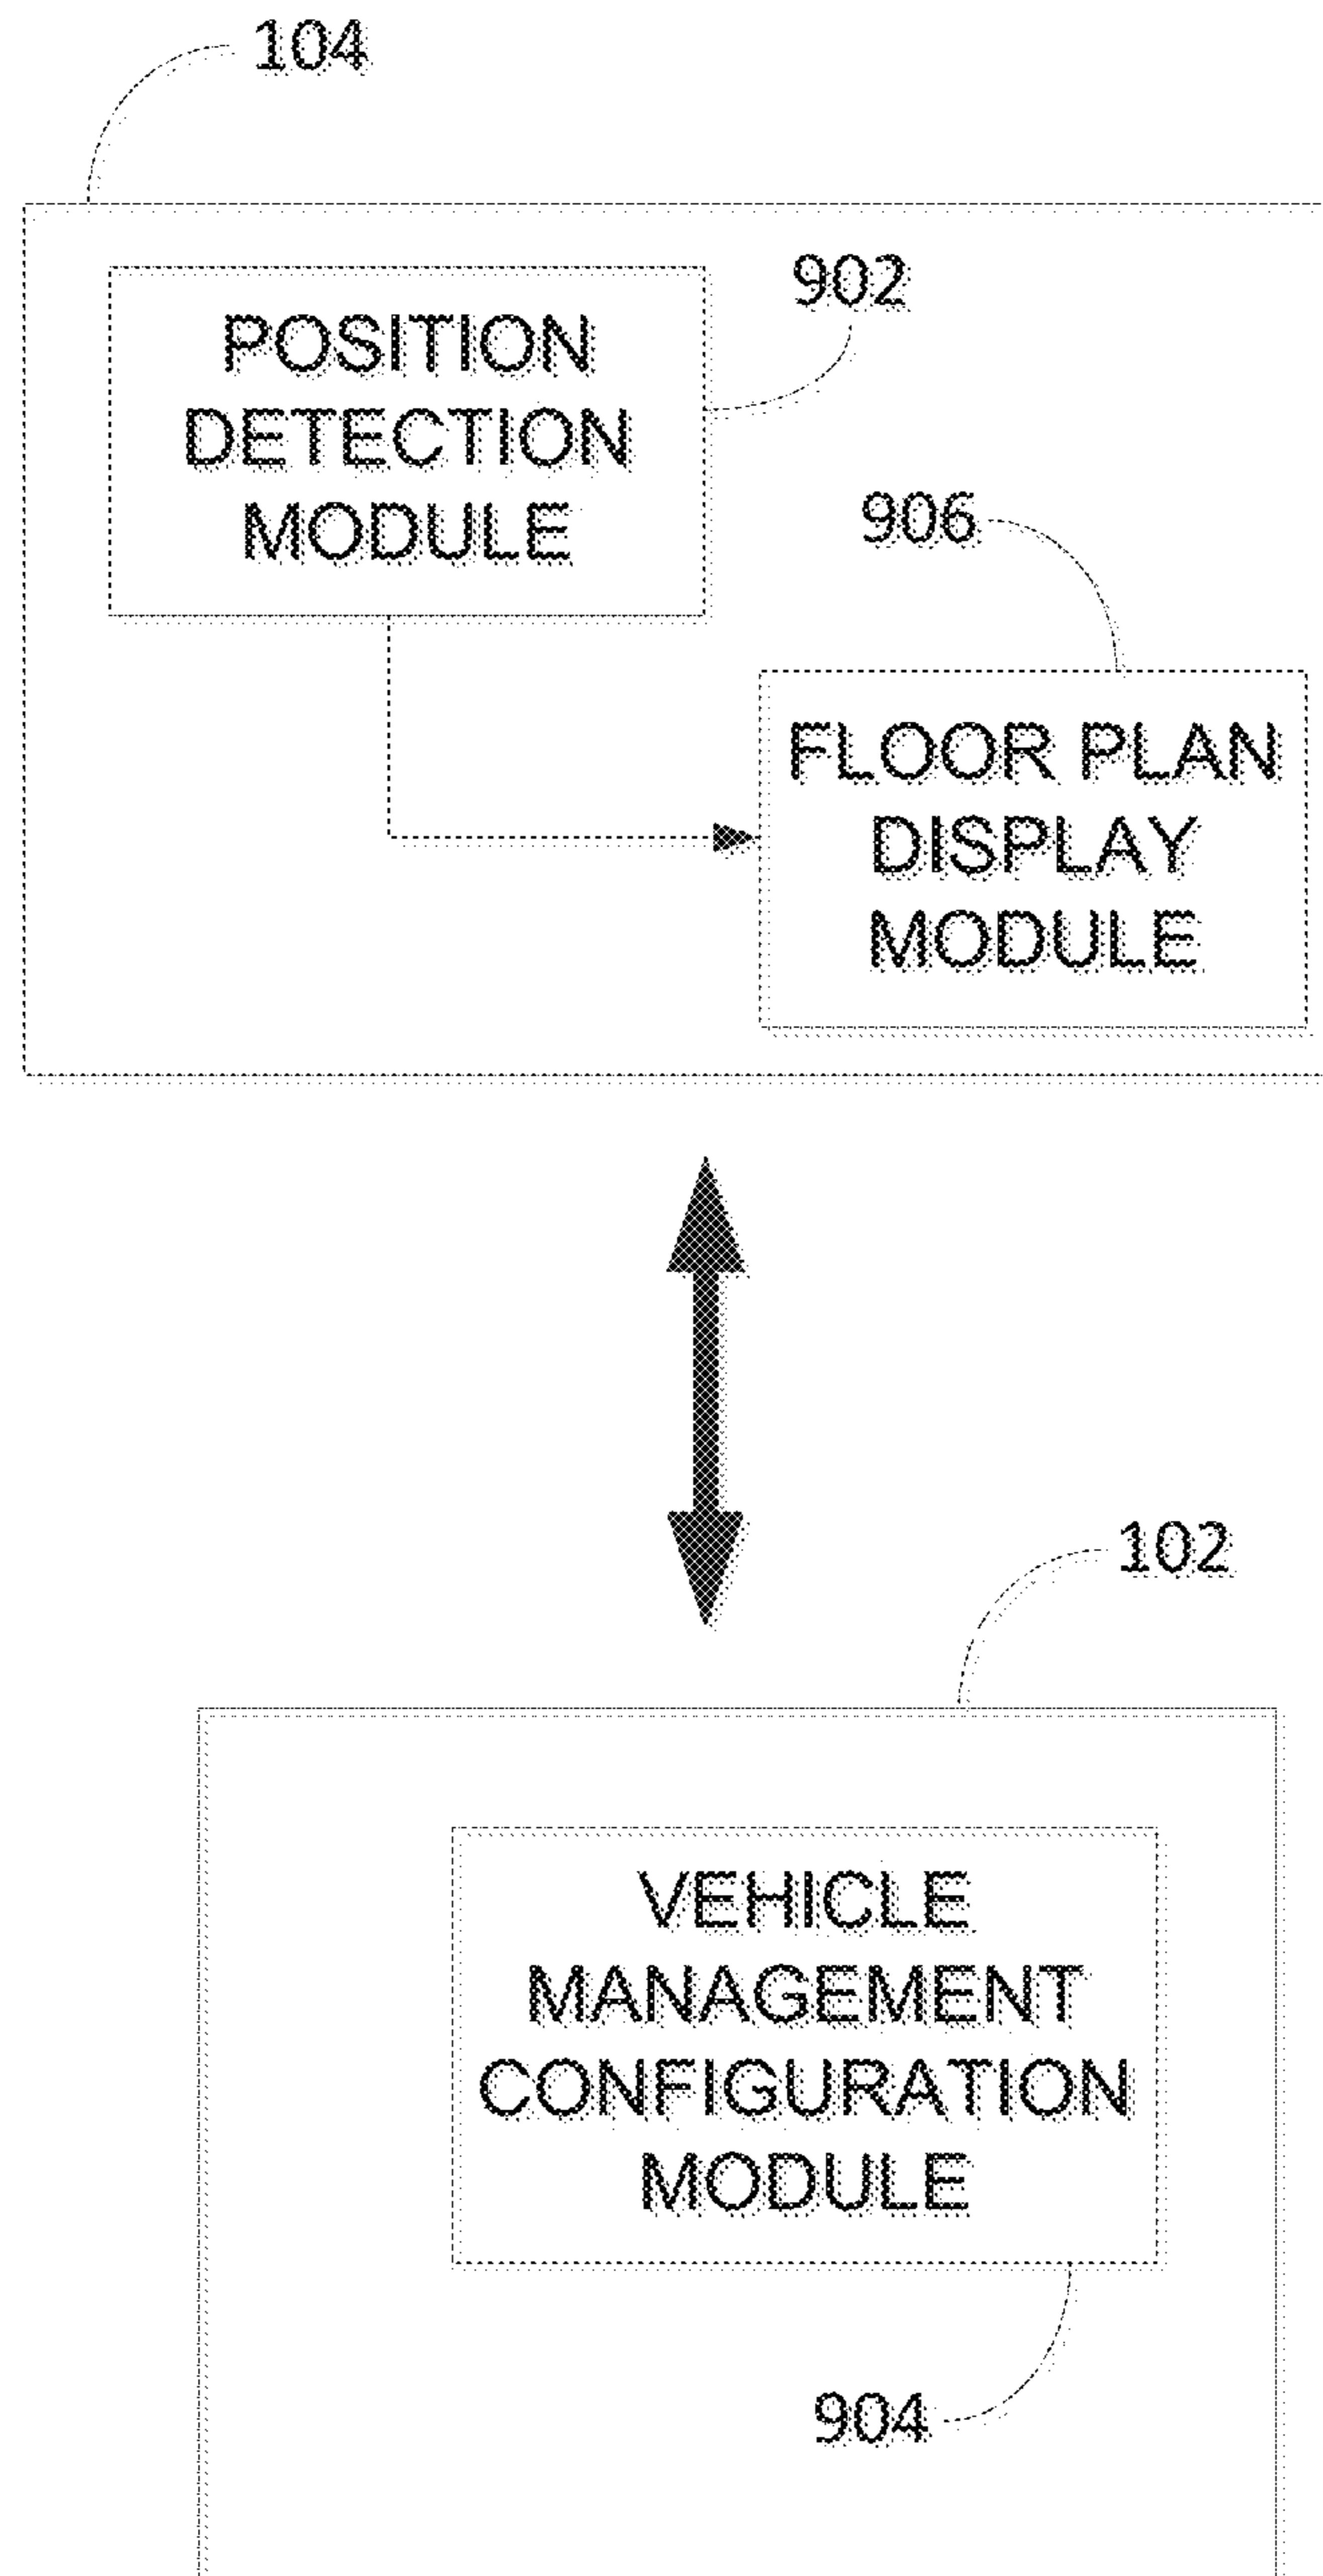 104
902
POSITION
DETECTION
MODULE
906
FLOOR PLAN
DISPLAY
MODULE
102
VEHICLE
MANAGEMENT
CONFIGURATION
MODULE
904